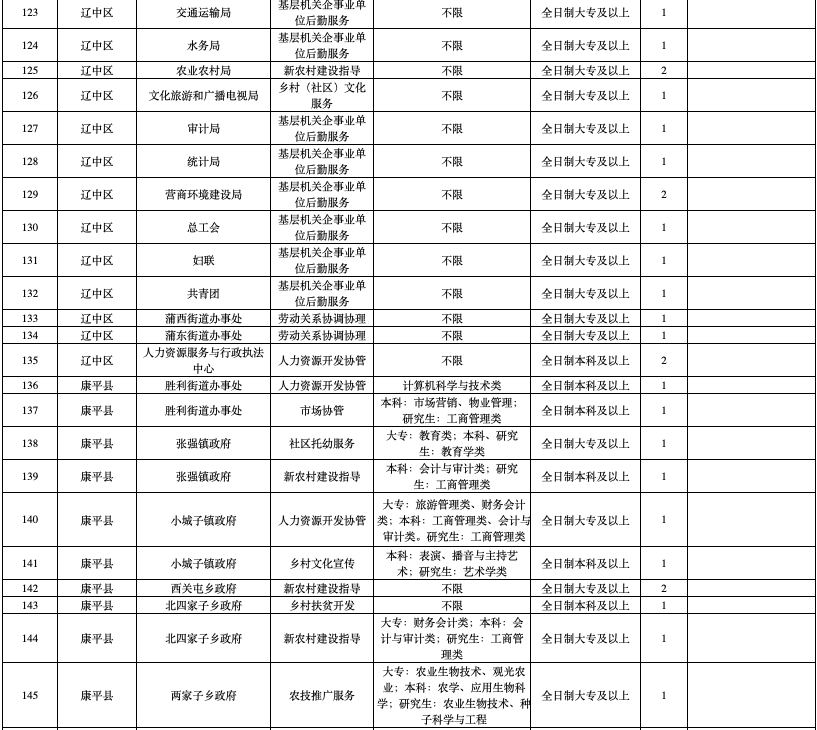 123 辽中区 交通运输局 基层机关企事业单位后勤服务 不限 全日制大专及以上 1
124 辽中区 水务局 基层机关企事业单位后勤服务 不限 全日制大专及以上 1
125 辽中区 农业农村局 新农村建设指导 不限 全日制大专及以上 2
126 辽中区 文化旅游和广播电视局 乡村（社区）文化服务 不限 全日制大专及以上 1
127 辽中区 审计局 基层机关企事业单位后勤服务 不限 全日制大专及以上 1
128 辽中区 统计局 基层机关企事业单位后勤服务 不限 全日制大专及以上 1
129 辽中区 营商环境建设局 基层机关企事业单位后勤服务 不限 全日制大专及以上 2
130 辽中区 总工会 基层机关企事业单位后勤服务 不限 全日制大专及以上 1
131 辽中区 妇联 基层机关企事业单位后勤服务 不限 全日制大专及以上 1
132 辽中区 共青团 基层机关企事业单位后勤服务 不限 全日制大专及以上 1
133 辽中区 蒲西街道办事处 劳动关系协调协理 不限 全日制大专及以上 1
134 辽中区 蒲东街道办事处 劳动关系协调协理 不限 全日制大专及以上 1
135 辽中区 人力资源服务与行政执法中心 人力资源开发协管 不限 全日制本科及以上 2
136 康平县 胜利街道办事处 人力资源开发协管 计算机科学与技术类 全日制本科及以上 1
137 康平县 胜利街道办事处 市场协管 本科：市场营销、物业管理；研究生：工商管理类 全日制本科及以上 1
138 康平县 张强镇政府 社区托幼服务 大专：教育类；本科、研究生：教育学类 全日制大专及以上 1
139 康平县 张强镇政府 新农村建设指导 本科：会计与审计类；研究生：工商管理类 全日制本科及以上 1
140 康平县 小城子镇政府 人力资源开发协管 大专：旅游管理类、财务会计类；本科：工商管理类、会计与审计类。研究生：工商管理类 全日制大专及以上 1
141 康平县 小城子镇政府 乡村文化宣传 本科：表演、播音与主持艺术；研究生：艺术学类 全日制本科及以上 1
142 康平县 西关屯乡政府 新农村建设指导 不限 全日制大专及以上 2
143 康平县 北四家子乡政府 乡村扶贫开发 不限 全日制本科及以上 1
144 康平县 北四家子乡政府 新农村建设指导 大专：财务会计类；本科：会计与审计类；研究生：工商管理类 全日制大专及以上 1
145 康平县 两家子乡政府 农技推广服务 大专：农业生物技术、观光农业；本科：农学、应用生物科学；研究生：农业生物技术、种子科学与工程 全日制大专及以上 1